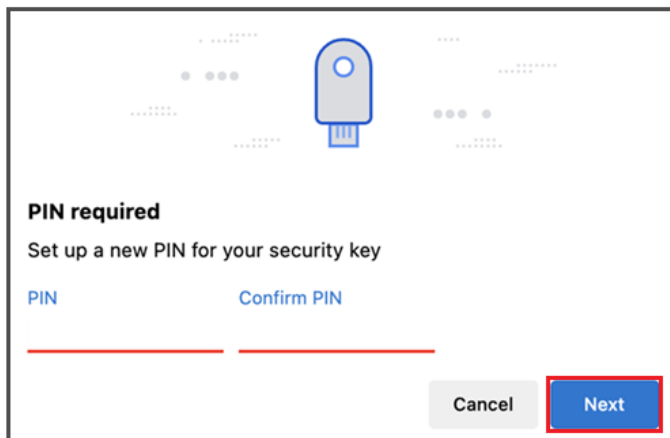 PIN required
Set up a new PIN for your security key
PIN Confirm PIN
Cancel Next